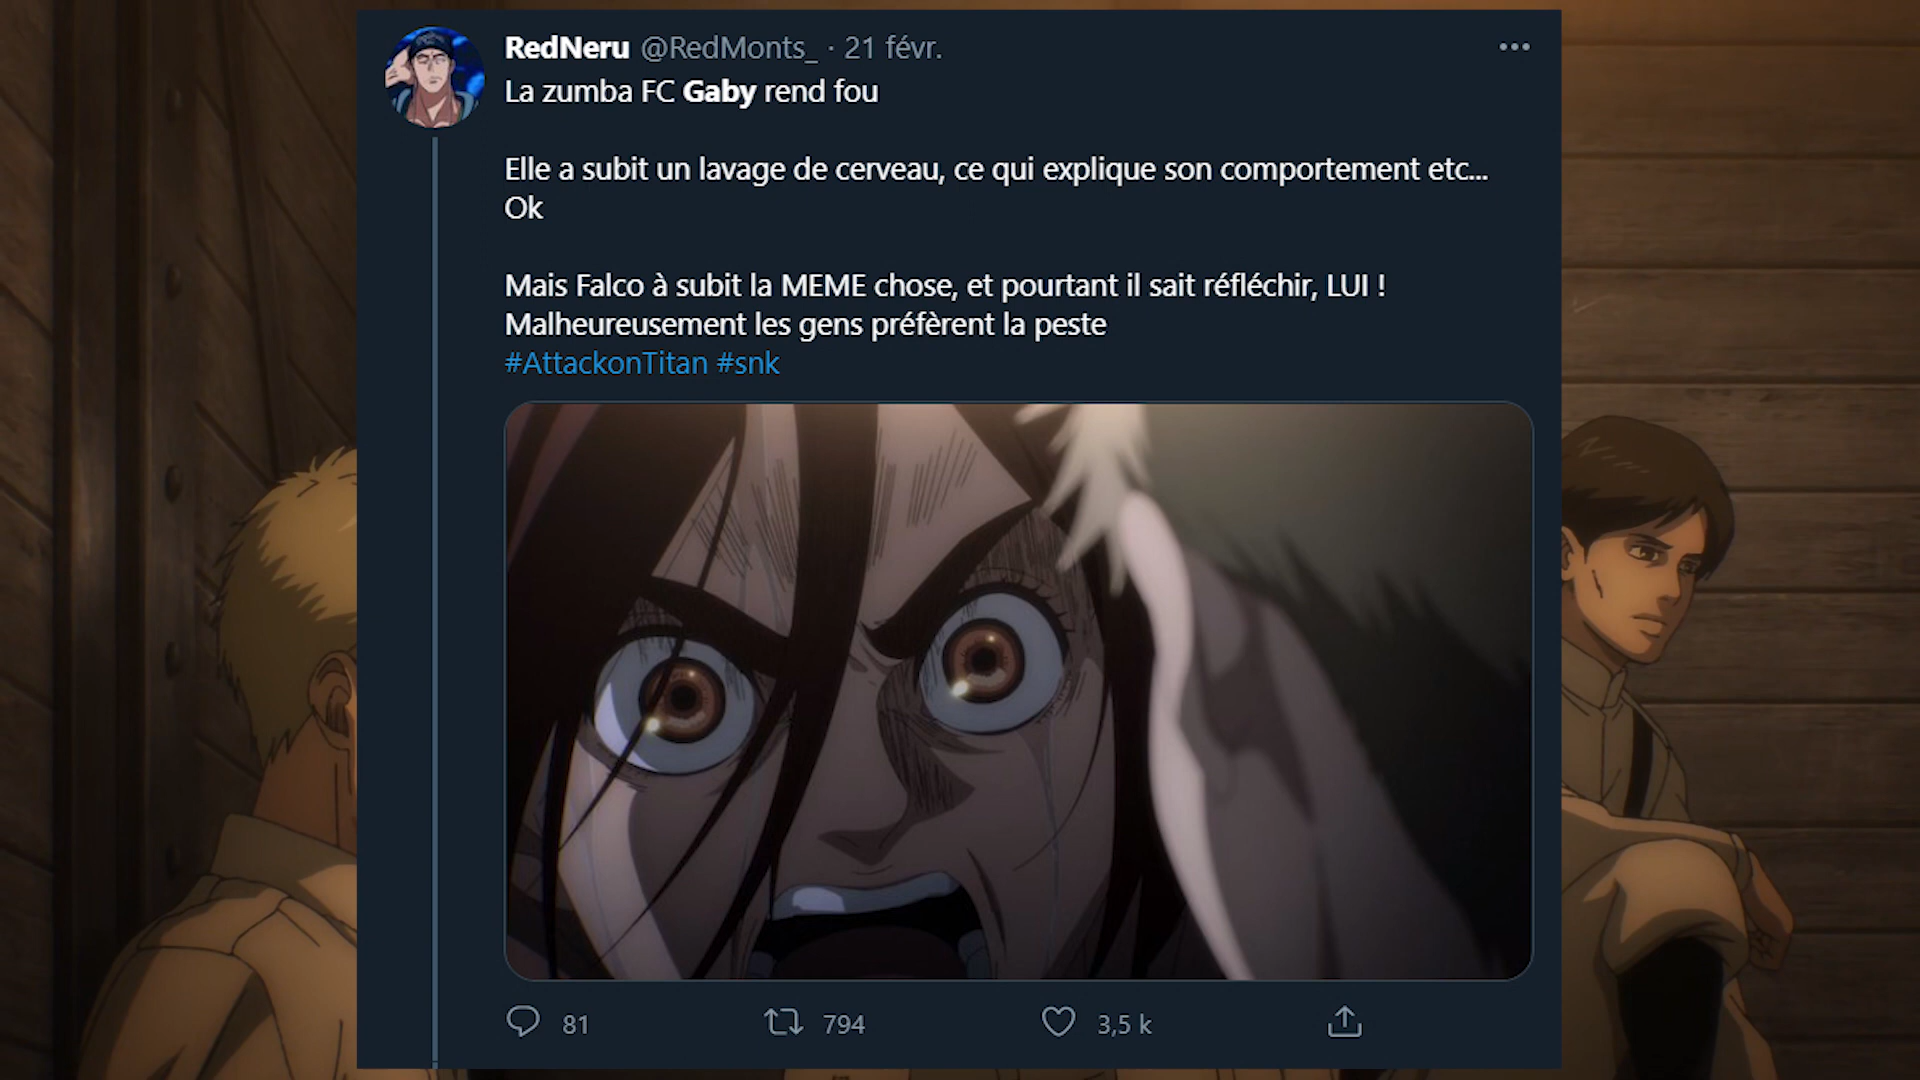 RedNeru @RedMonts_ · 21 févr.
La zumba FC Gaby rend fou
Elle a subit un lavage de cerveau, ce qui explique son comportement etc...
Ok
Mais Falco à subit la MEME chose, et pourtant il sait réfléchir, LUI !
Malheureusement les gens préfèrent la peste
#AttackonTitan #snk
81 794 3,5 k